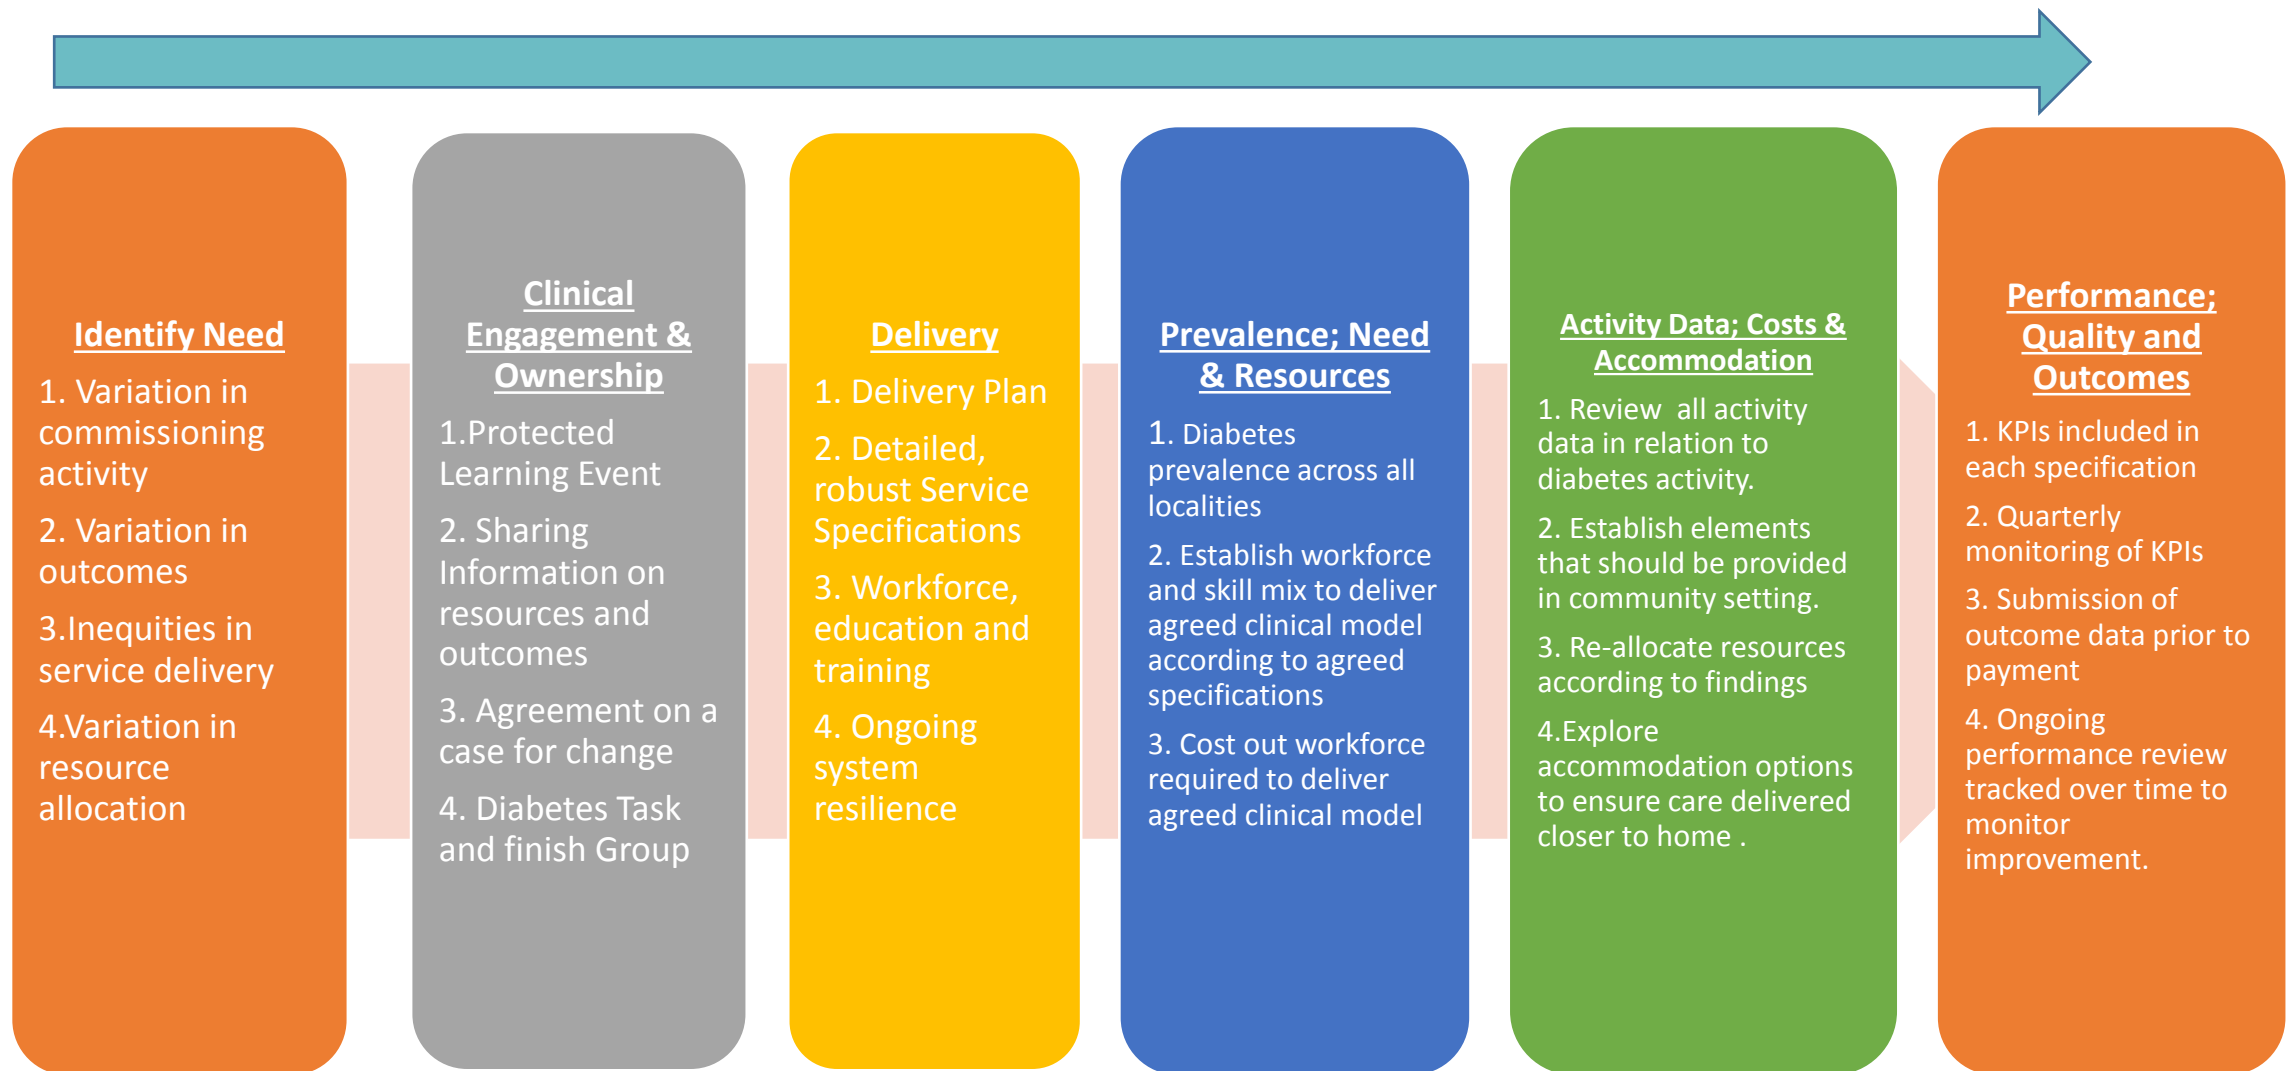 Identify Need
1. Variation in
commissioning
activity
2. Variation in
outcomes
3.Inequities in
service delivery
4.Variation in
resource
allocation
Clinical
Engagement &
Ownership
1.Protected
Learning Event
2. Sharing
Information on
resources and
outcomes
3. Agreement on a
case for change
4. Diabetes Task
and finish Group
Delivery
1. Delivery Plan
2. Detailed,
robust Service
Specifications
3. Workforce,
education and
training
4. Ongoing
system
resilience
Prevalence; Need
& Resources
1. Diabetes
prevalence across all
localities
2. Establish workforce
and skill mix to deliver
agreed clinical model
according to agreed
specifications
3. Cost out workforce
required to deliver
agreed clinical model
Activity Data; Costs &
Accommodation
1. Review  all activity
data in relation to
diabetes activity.
2. Establish elements
that should be provided
in community setting.
3. Re-allocate resources
according to findings
4.Explore
accommodation options
to ensure care delivered
closer to home .
Performance;
Quality and
Outcomes
1. KPIs included in
each specification
2. Quarterly
monitoring of KPIs
3. Submission of
outcome data prior to
payment
4. Ongoing
performance review
tracked over time to
monitor
improvement.